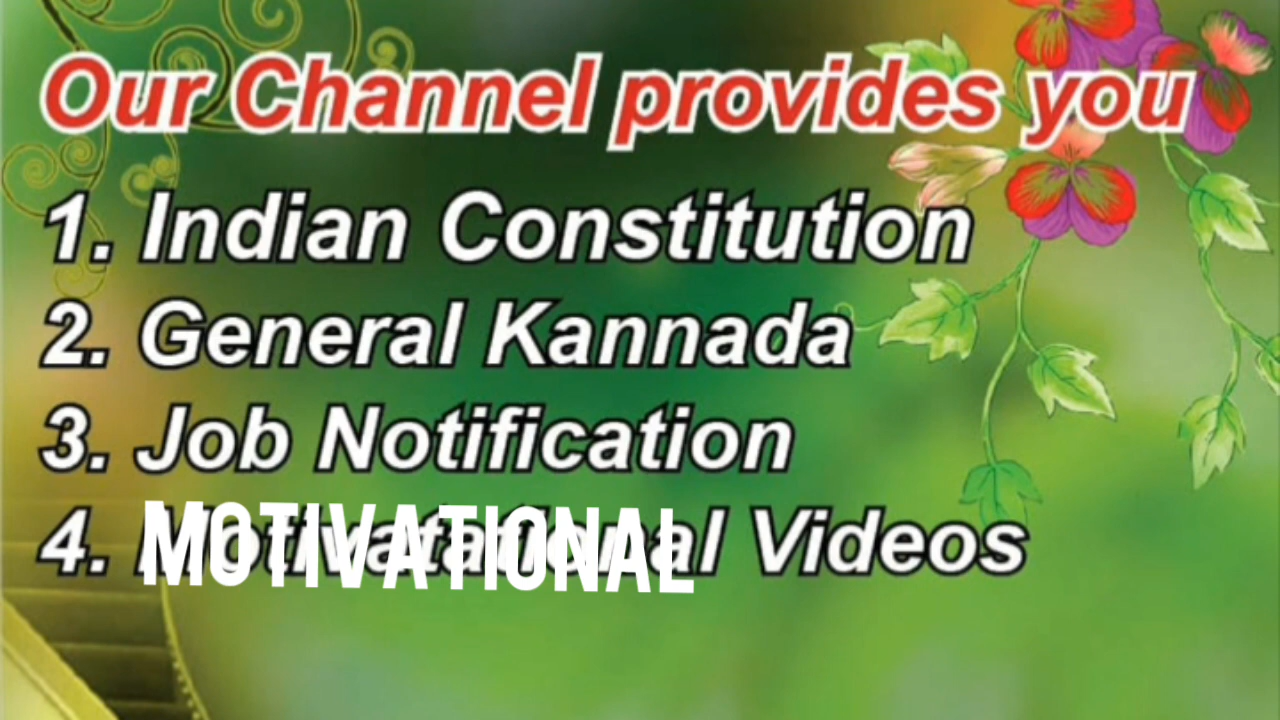 Our Channel provides you
1. Indian Constitution
2. General Kannada
3. Job Notification
4. MOTIVATIONAL Videos